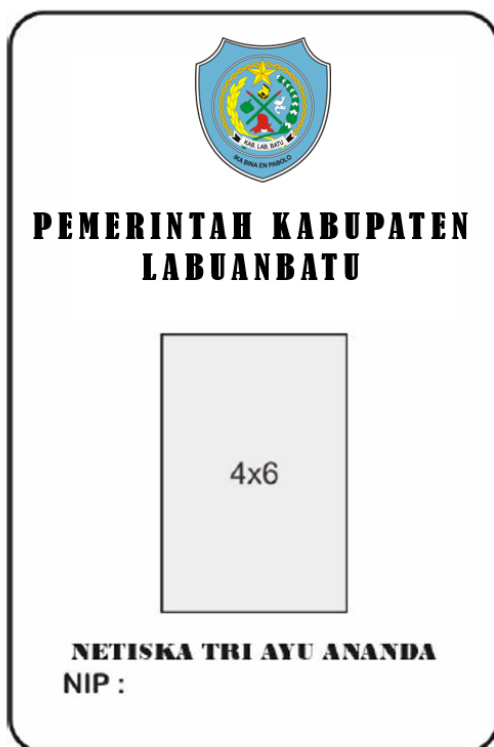 KAB. LAB. BATU
IKA BINA EN PABOLO
PEMERINTAH KABUPATEN
LABUANBATU
4x6
NETISKA TRI AYU ANANDA
NIP :